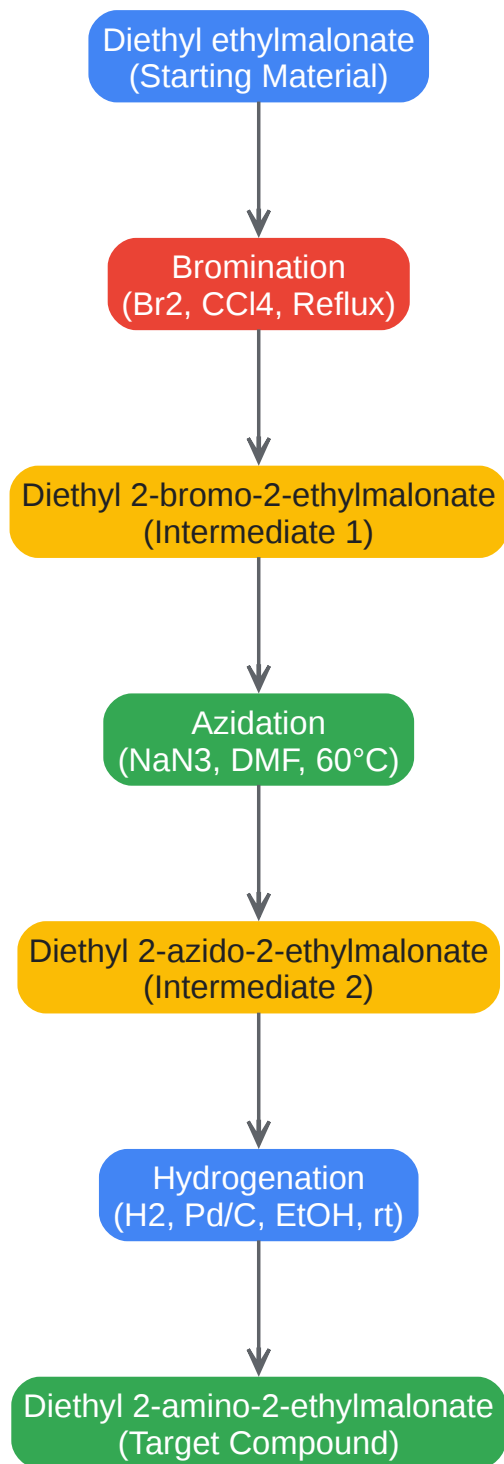 Diethyl ethylmalonate
(Starting Material)
Bromination
(Br2, CCl4, Reflux)
Diethyl 2-bromo-2-ethylmalonate
(Intermediate 1)
Azidation
(NaN3, DMF, 60°C)
Diethyl 2-azido-2-ethylmalonate
(Intermediate 2)
Hydrogenation
(H2, Pd/C, EtOH, rt)
Diethyl 2-amino-2-ethylmalonate
(Target Compound)